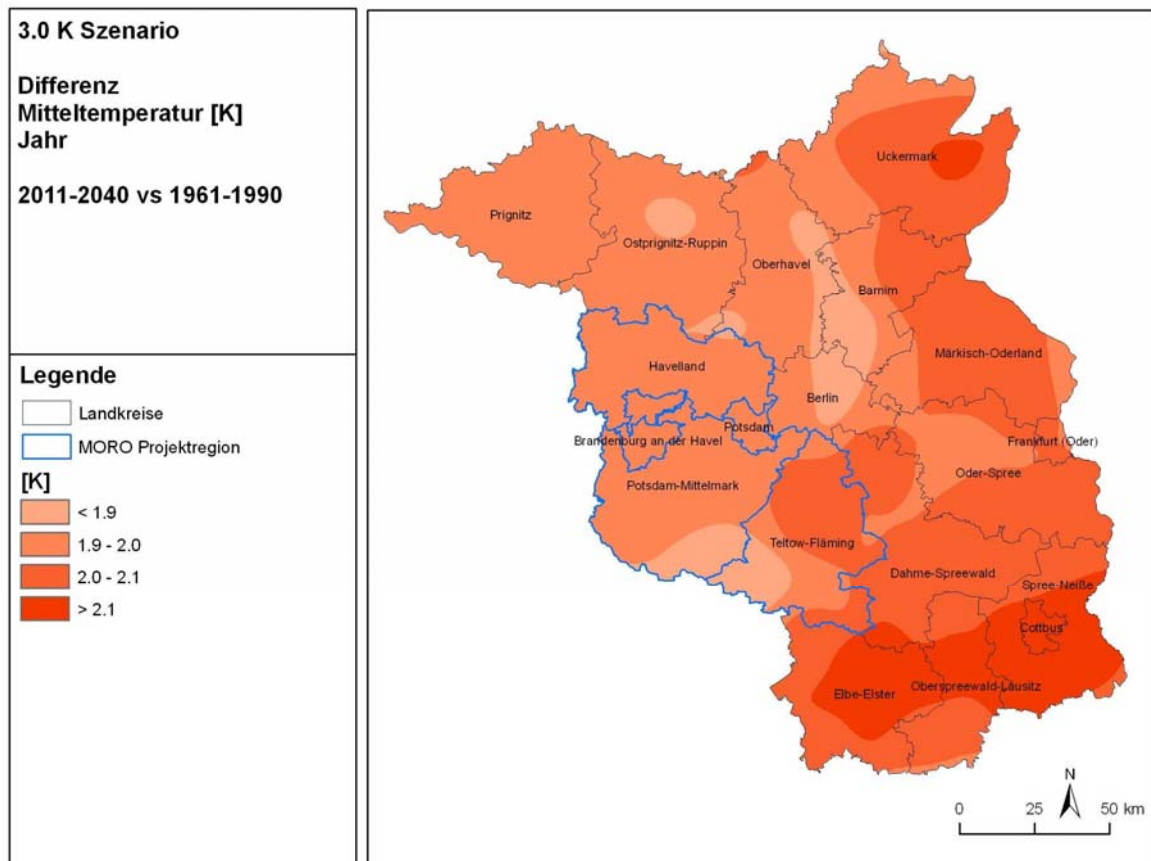 3.0 K Szenario
Differenz
Mitteltemperatur [K]
Jahr
2011-2040 vs 1961-1990
Legende
Landkreise
MORO Projektregion
[K]
< 1.9
1.9 - 2.0
2.0 - 2.1
> 2.1
Uckermark
Prignitz
Ostprignitz-Ruppin
Oberhavel
Barnim
Märkisch-Oderland
Havelland
Berlin
Potsdam
Brandenburg an der Havel
Frankfurt (Oder)
Oder-Spree
Potsdam-Mittelmark
Teltow-Fläming
Dahme-Spreewald
Spree-Neiße
Cottbus
Elbe-Elster
Oberspreewald-Lausitz
N
0 25 50 km